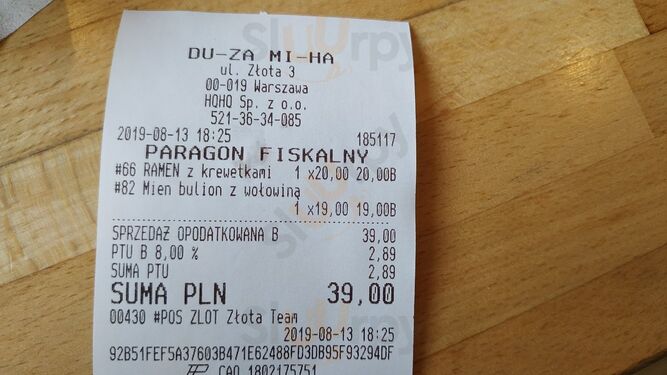 DU-ZA MI-HA
ul. Złota 3
00-019 Warszawa
HQHQ Sp. z o.o.
521-36-34-085
2019-08-13 18:25 185117
PARAGON FISKALNY
#66 RAMEN z krewetkami 1 x20,00 20,00B
#82 Mien bulion z wołowiną
1 x19,00 19,00B
SPRZEDAŻ OPODATKOWANA B 39,00
PTU B 8,00 % 2,89
SUMA PTU 2,89
SUMA PLN 39,00
00430 #POS ZLOT Złota Team
2019-08-13 18:25
92B51FEF5A37603B471E62488FD3DB95F93294DF
CAO 1802175751
Slurrpy